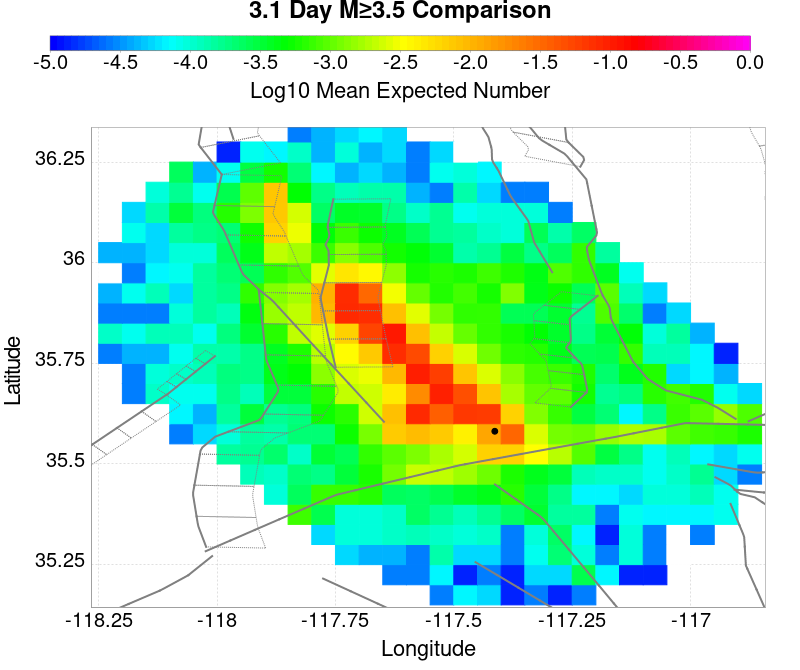 3.1 Day M≥3.5 Comparison
-5.0 -4.5 -4.0 -3.5 -3.0 -2.5 -2.0 -1.5 -1.0 -0.5 0.0
Log10 Mean Expected Number
36.25
36
35.75
35.5
35.25
Latitude
-118.25 -118 -117.75 -117.5 -117.25 -117
Longitude